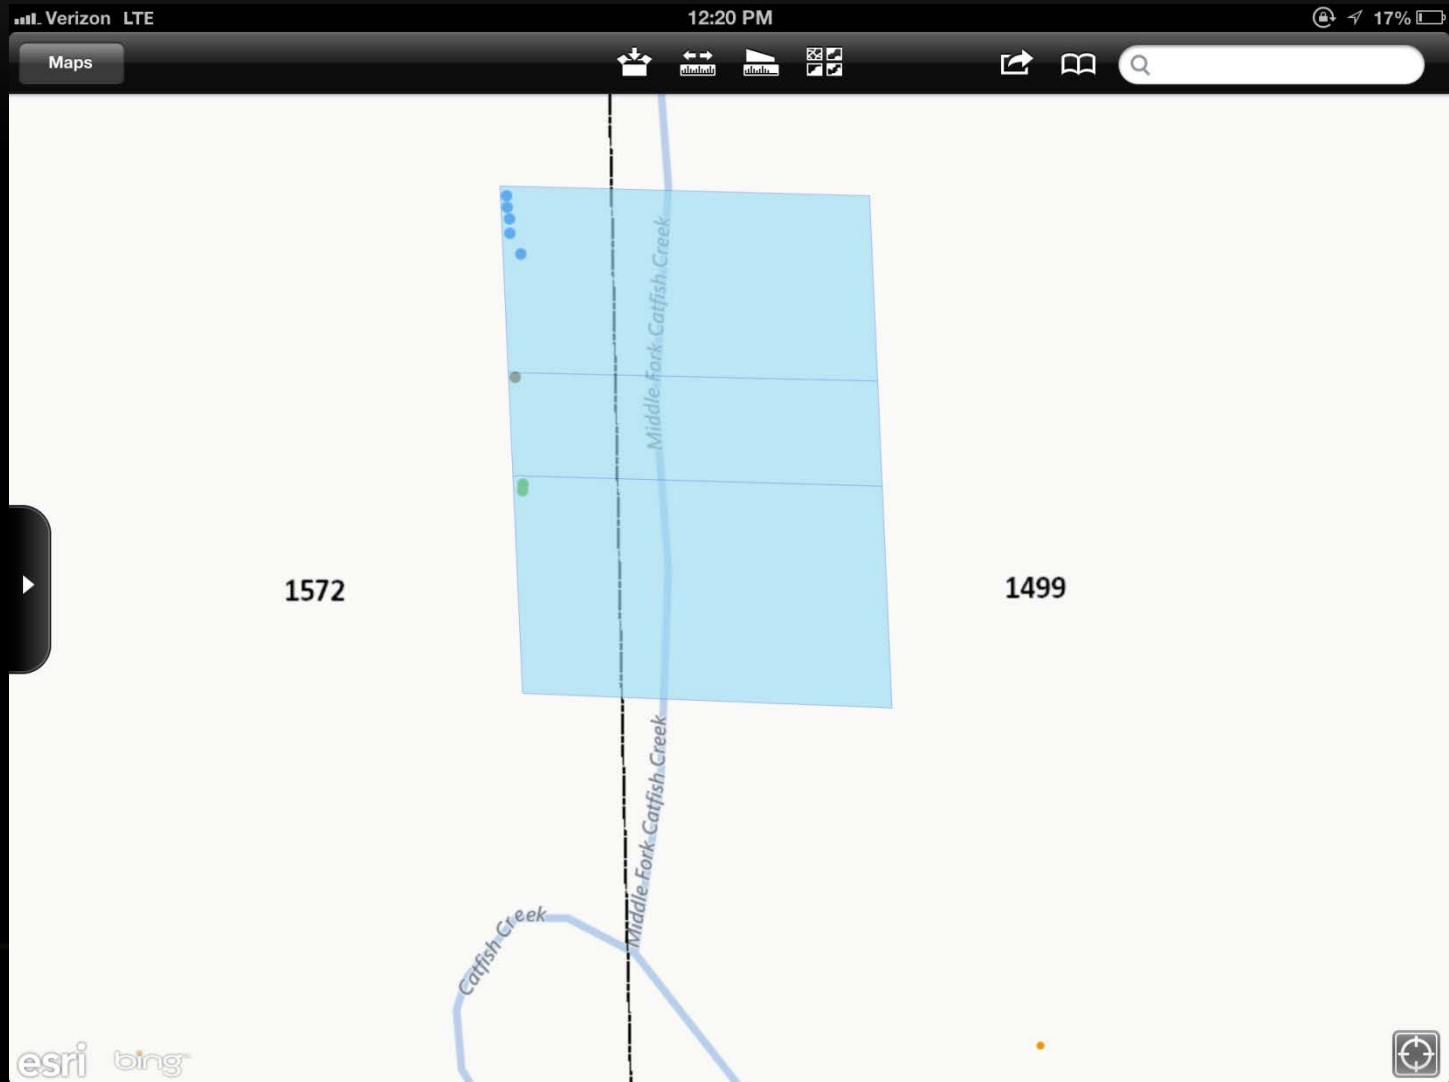 Verizon LTE
12:20 PM
17%
Maps
Middle Fork Catfish Creek
1572
1499
Middle Fork Catfish Creek
Catfish Creek
esri bing